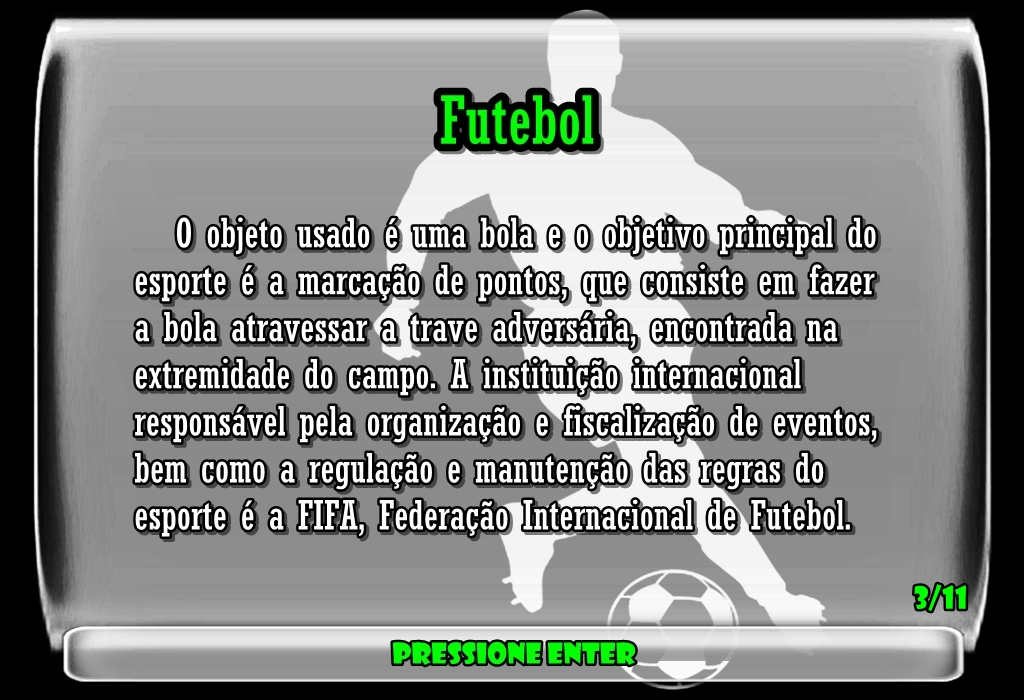 Futebol
O objeto usado é uma bola e o objetivo principal do
esporte é a marcação de pontos, que consiste em fazer
a bola atravessar a trave adversária, encontrada na
extremidade do campo. A instituição internacional
responsável pela organização e fiscalização de eventos,
bem como a regulação e manutenção das regras do
esporte é a FIFA, Federação Internacional de Futebol.
3/11
PRESSIONE ENTER